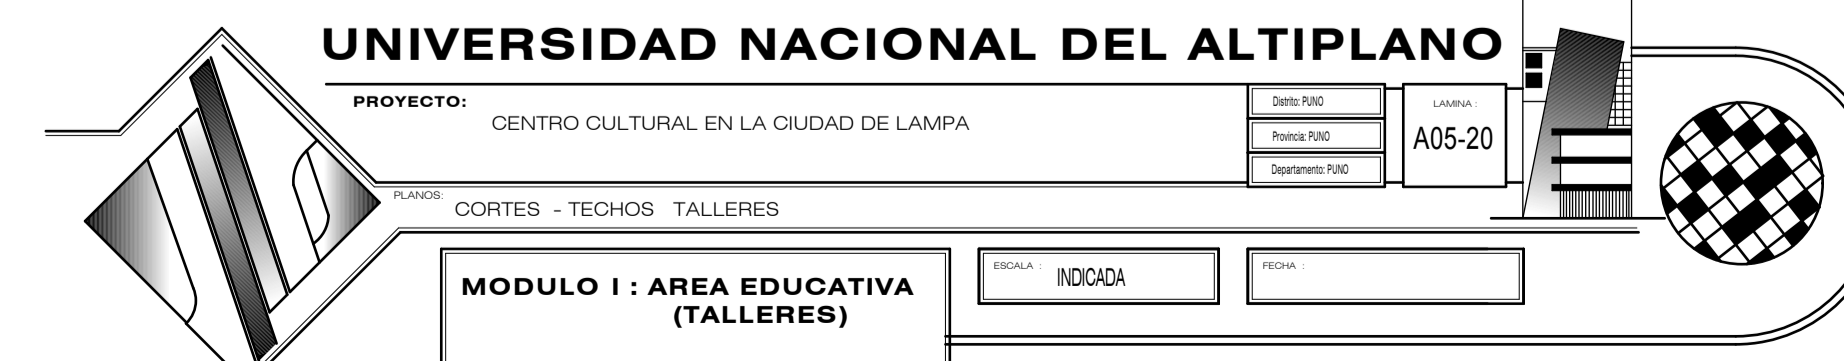 UNIVERSIDAD NACIONAL DEL ALTIPLANO
PROYECTO:
CENTRO CULTURAL EN LA CIUDAD DE LAMPA
Distrito: PUNO
Provincia: PUNO
Departamento: PUNO
LAMINA :
A05-20
PLANOS:
CORTES - TECHOS TALLERES
MODULO I : AREA EDUCATIVA
(TALLERES)
ESCALA :
INDICADA
FECHA :